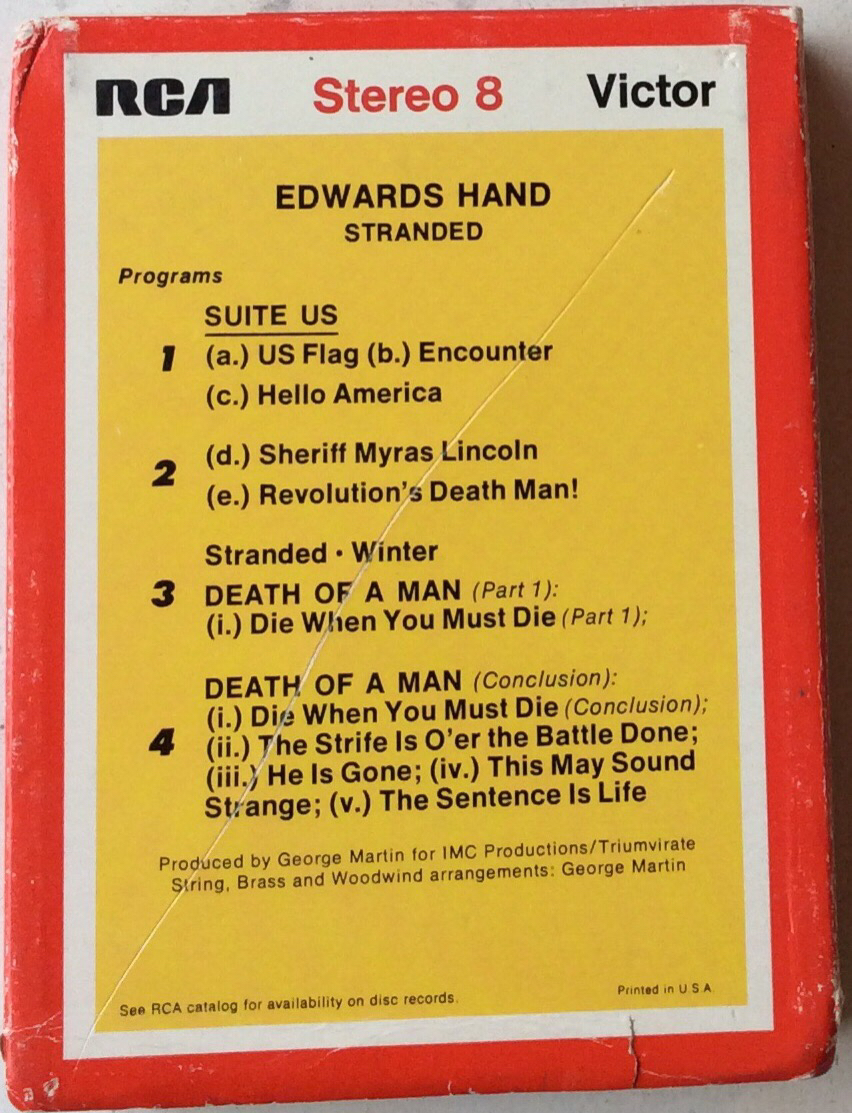 RCA Stereo 8 Victor
EDWARDS HAND
STRANDED
Programs
SUITE US
1 (a.) US Flag (b.) Encounter
(c.) Hello America
2 (d.) Sheriff Myras Lincoln
(e.) Revolution's Death Man!
Stranded · Winter
3 DEATH OF A MAN (Part 1):
(i.) Die When You Must Die (Part 1);
DEATH OF A MAN (Conclusion):
(i.) Die When You Must Die (Conclusion);
4 (ii.) The Strife Is O'er the Battle Done;
(iii.) He Is Gone; (iv.) This May Sound
Strange; (v.) The Sentence Is Life
Produced by George Martin for IMC Productions/Triumvirate
String, Brass and Woodwind arrangements: George Martin
See RCA catalog for availability on disc records. Printed in U.S.A.